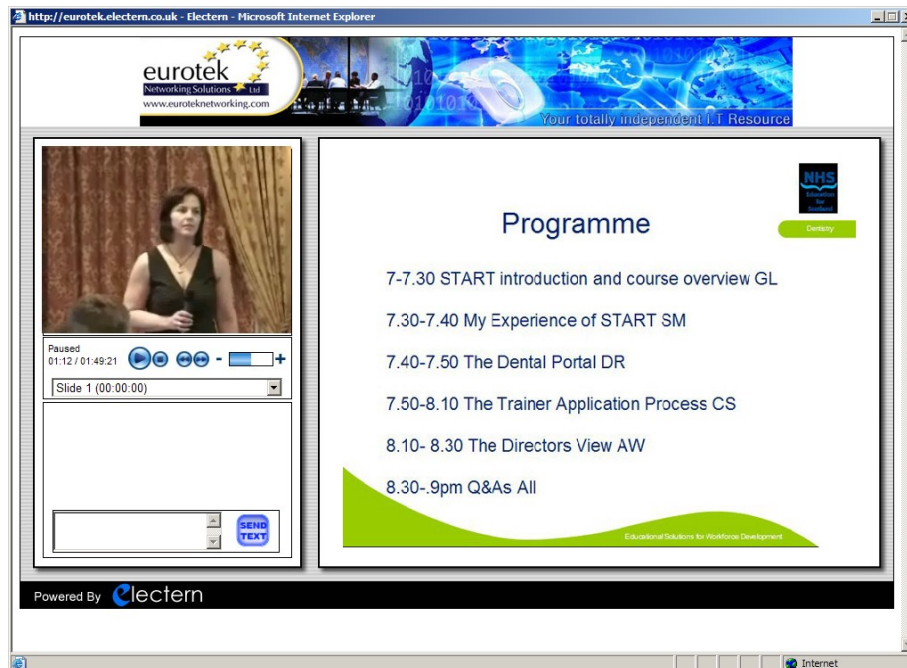 http://eurotek.electern.co.uk - Electern - Microsoft Internet Explorer
eurotek
Networking Solutions Ltd
www.euroteknetworking.com
Your totally independent I.T Resource
Paused
01:12 / 01:49:21
- +
Slide 1 (00:00:00)
SEND
TEXT
NHS
Education
for
Scotland
Dentistry
Programme
7-7.30 START introduction and course overview GL
7.30-7.40 My Experience of START SM
7.40-7.50 The Dental Portal DR
7.50-8.10 The Trainer Application Process CS
8.10- 8.30 The Directors View AW
8.30-.9pm Q&As All
Educational Solutions for Workforce Development
Powered By electern
Internet